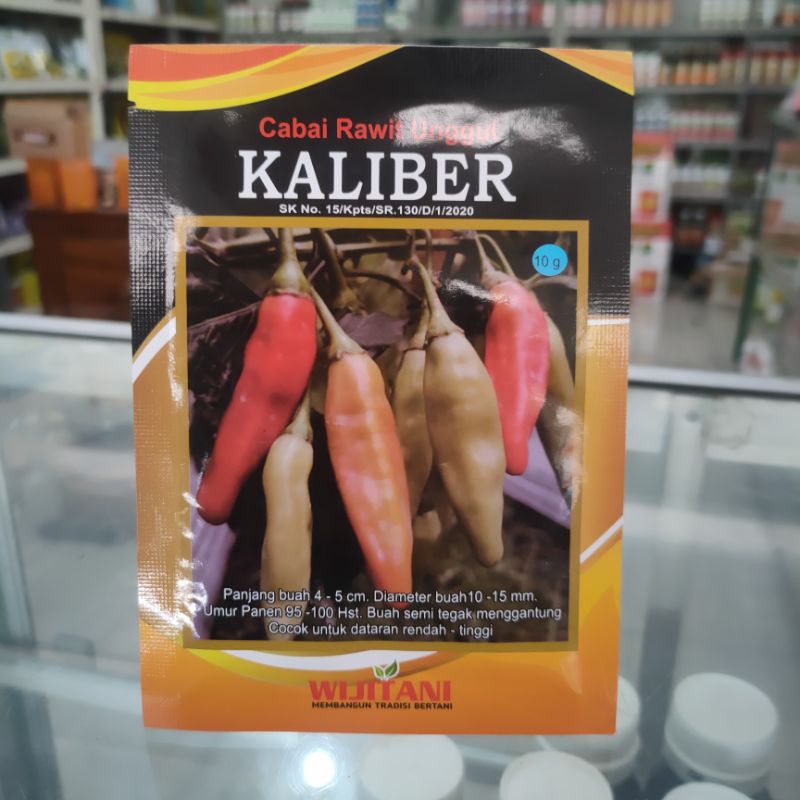 Cabai Rawit Unggul
KALIBER
SK No. 15/Kpts/SR.130/D/1/2020
10 g
Panjang buah 4 - 5 cm. Diameter buah10 -15 mm.
Umur Panen 95 -100 Hst. Buah semi tegak menggantung
Cocok untuk dataran rendah - tinggi
WIJITANI
MEMBANGUN TRADISI BERTANI